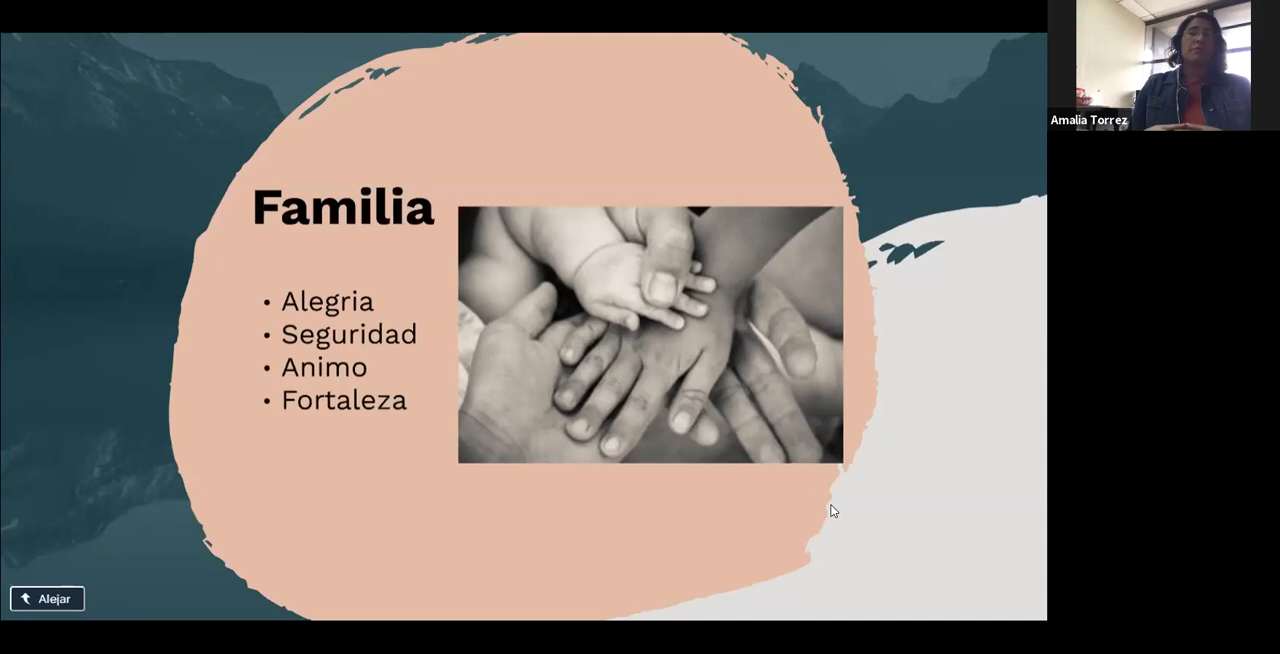 Familia
• Alegria
• Seguridad
• Animo
• Fortaleza
Alejar
Amalia Torrez